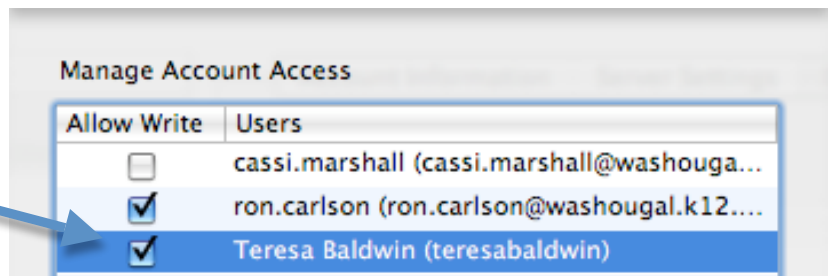 Manage Account Access
Allow Write Users
cassi.marshall (cassi.marshall@washouga...
ron.carlson (ron.carlson@washougal.k12....
Teresa Baldwin (teresabaldwin)